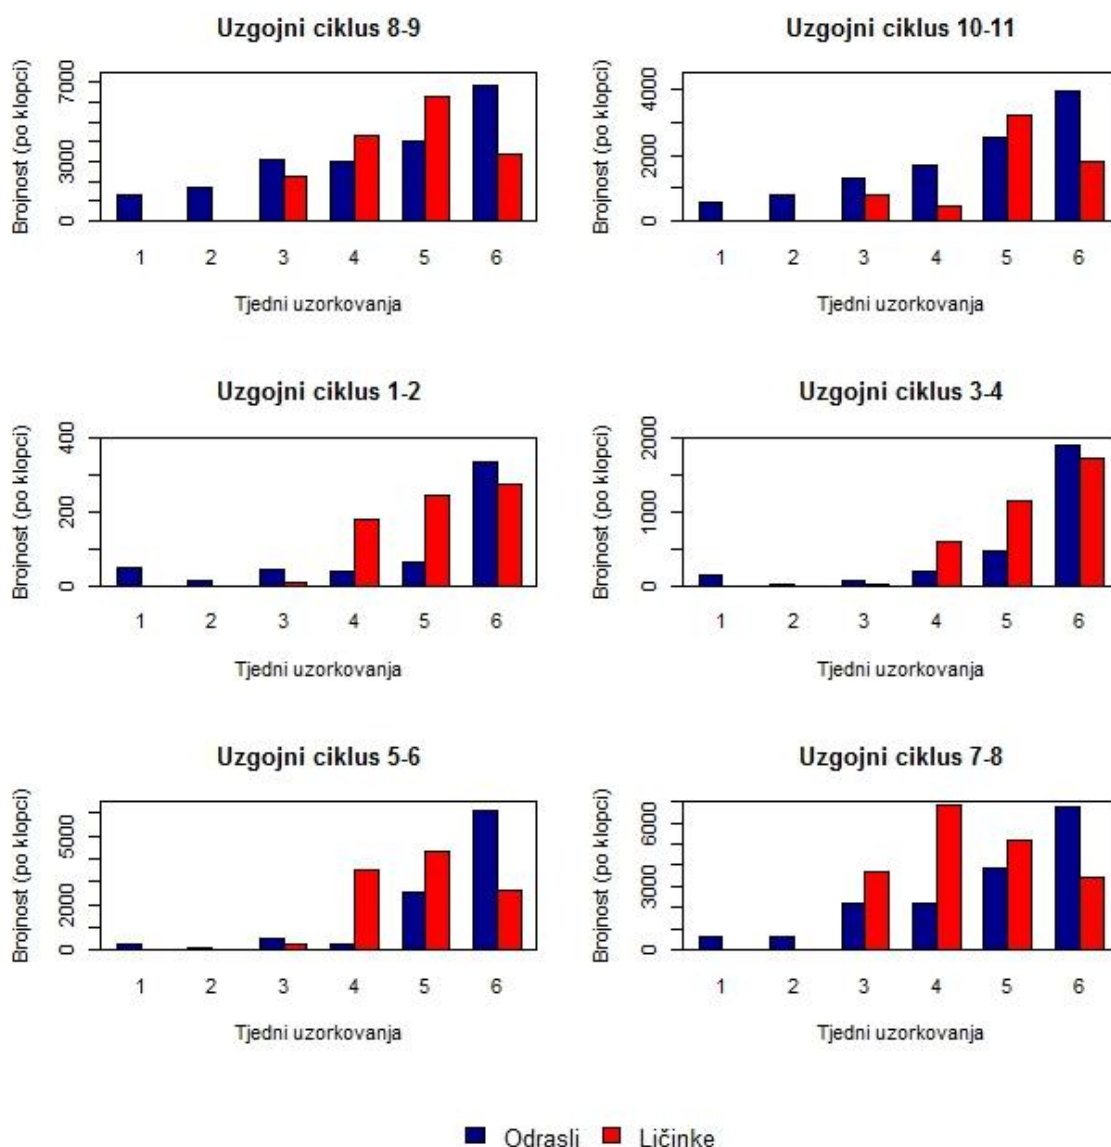 Uzgojni ciklus 8-9
Brojnost (po klopci)
0 3000 7000
1 2 3 4 5 6
Tjedni uzorkovanja
Uzgojni ciklus 10-11
Brojnost (po klopci)
0 2000 4000
1 2 3 4 5 6
Tjedni uzorkovanja
Uzgojni ciklus 1-2
Brojnost (po klopci)
0 200 400
1 2 3 4 5 6
Tjedni uzorkovanja
Uzgojni ciklus 3-4
Brojnost (po klopci)
0 1000 2000
1 2 3 4 5 6
Tjedni uzorkovanja
Uzgojni ciklus 5-6
Brojnost (po klopci)
0 2000 5000
1 2 3 4 5 6
Tjedni uzorkovanja
Uzgojni ciklus 7-8
Brojnost (po klopci)
0 3000 6000
1 2 3 4 5 6
Tjedni uzorkovanja
Odrasli Ličinke